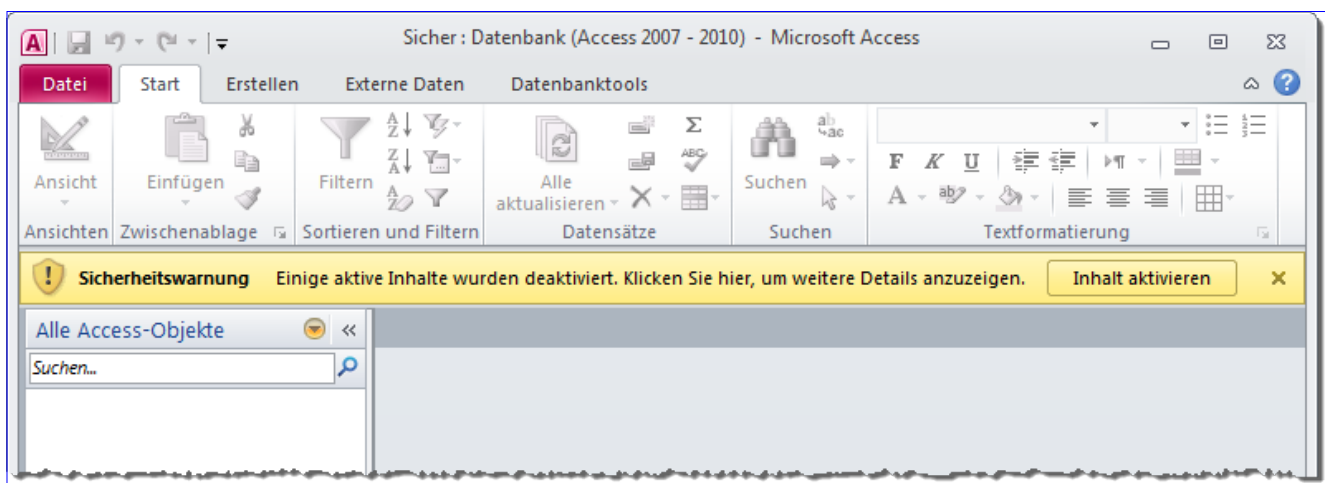 Sicher : Datenbank (Access 2007 - 2010) - Microsoft Access
Datei Start Erstellen Externe Daten Datenbanktools
Ansicht Einfügen Filtern Alle aktualisieren Suchen
F K U
Ansichten Zwischenablage Sortieren und Filtern Datensätze Suchen Textformatierung
Sicherheitswarnung Einige aktive Inhalte wurden deaktiviert. Klicken Sie hier, um weitere Details anzuzeigen. Inhalt aktivieren
Alle Access-Objekte
Suchen...